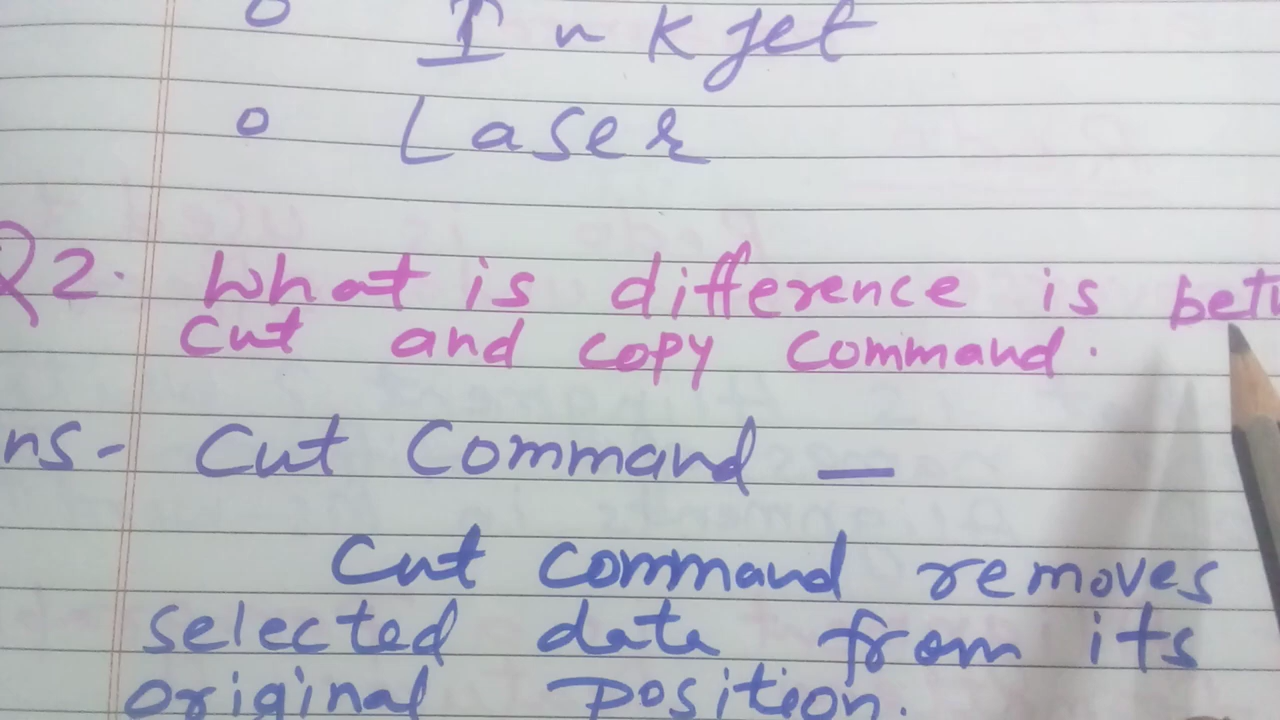 o Inkjet
o Laser
Q2. What is difference is betw
Cut and copy command.
ns- Cut Command —
Cut command removes
selected data from its
original position.